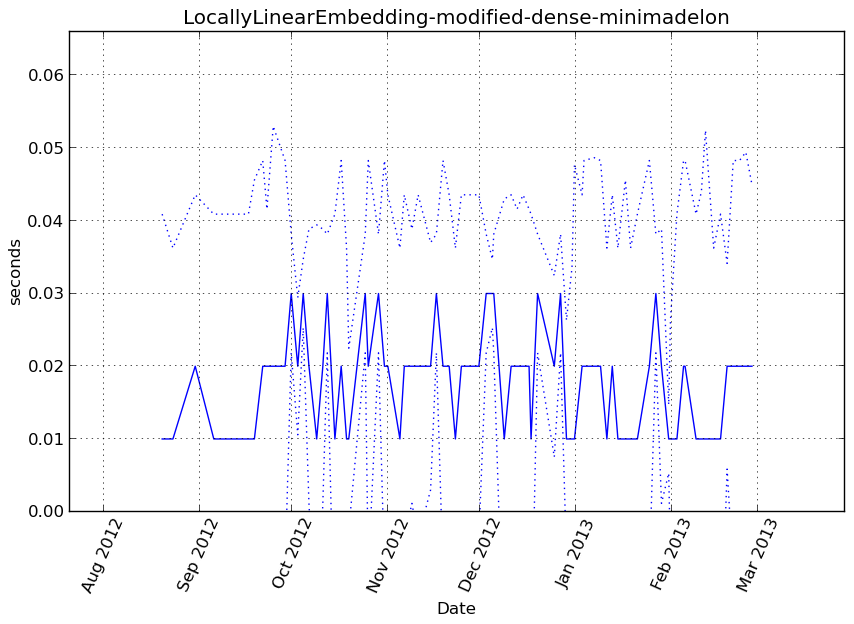 LocallyLinearEmbedding-modified-dense-minimadelon
0.06
0.05
0.04
0.03
0.02
0.01
0.00
seconds
Aug 2012
Sep 2012
Oct 2012
Nov 2012
Dec 2012
Jan 2013
Feb 2013
Mar 2013
Date